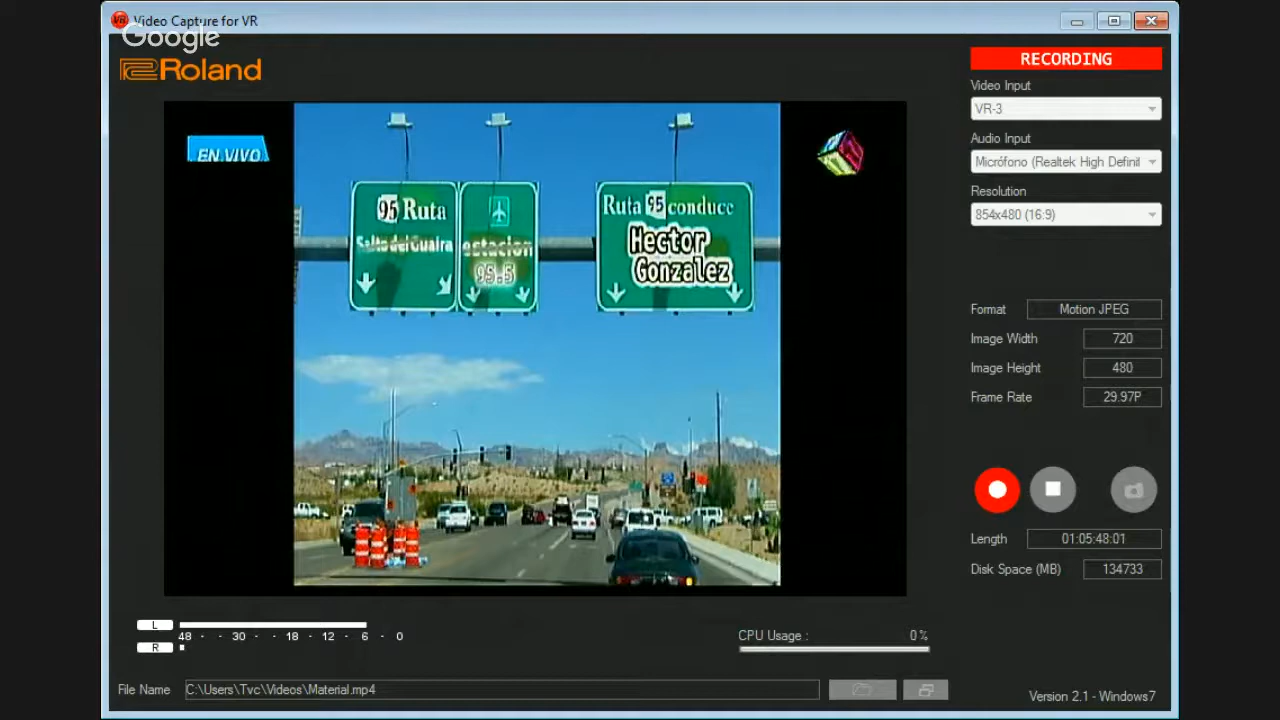 Video Capture for VR
Google
Roland
RECORDING
Video Input
VR-3
Audio Input
Micrófono (Realtek High Definit
Resolution
854x480 (16:9)
EN VIVO
95 Ruta
Salto del Guaira
estacion
95.5
Ruta 95 conduce
Hector
Gonzalez
Format Motion JPEG
Image Width 720
Image Height 480
Frame Rate 29.97P
Length 01:05:48:01
Disk Space (MB) 134733
L
48 - - 30 - - 18 - 12 - 6 - 0
R
CPU Usage : 0 %
File Name C:\Users\Tvc\Videos\Material.mp4
Version 2.1 - Windows7